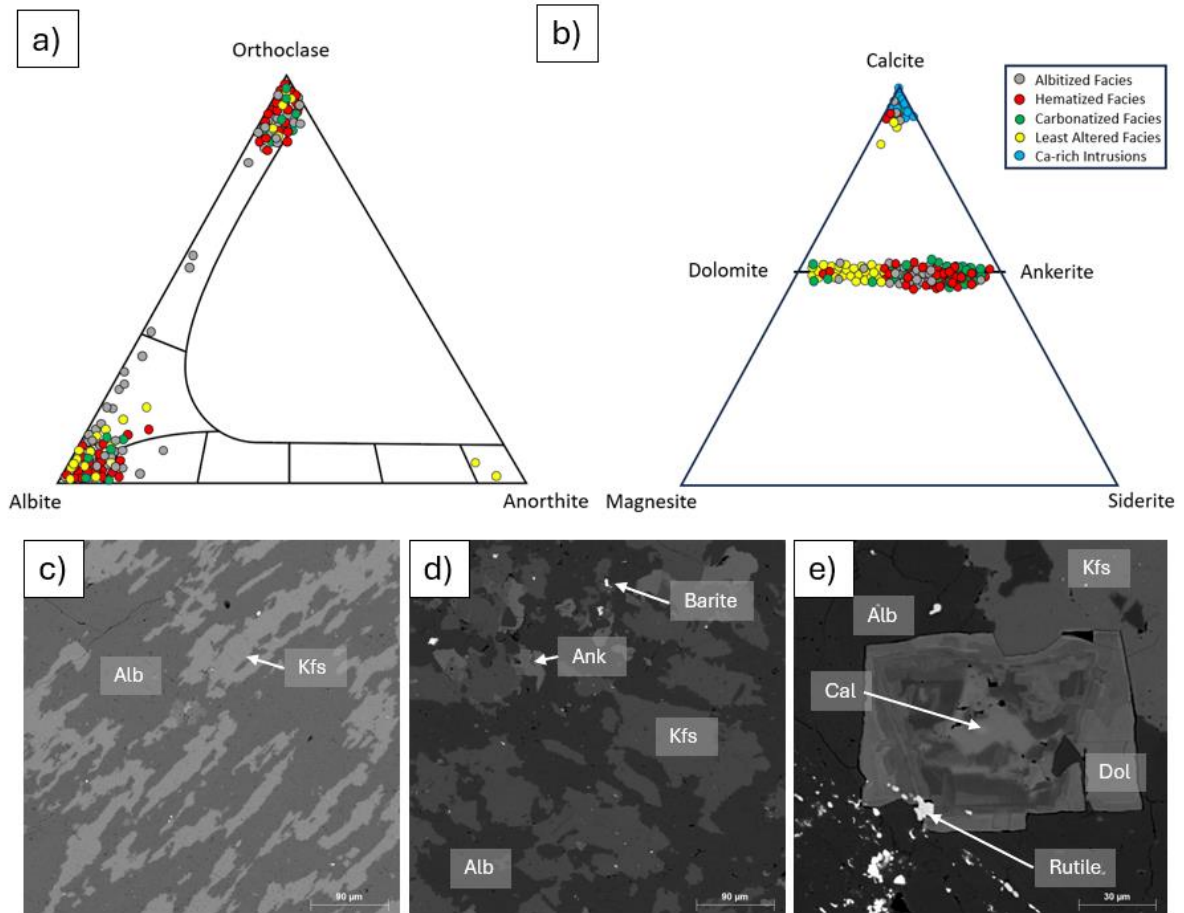 a)
Orthoclase
Albite
Anorthite
b)
Calcite
Dolomite
Ankerite
Magnesite
Siderite
Albitized Facies
Hematized Facies
Carbonatized Facies
Least Altered Facies
Ca-rich Intrusions
c)
Alb
Kfs
90 µm
d)
Barite
Ank
Kfs
Alb
90 µm
e)
Kfs
Alb
Cal
Dol
Rutile
30 µm